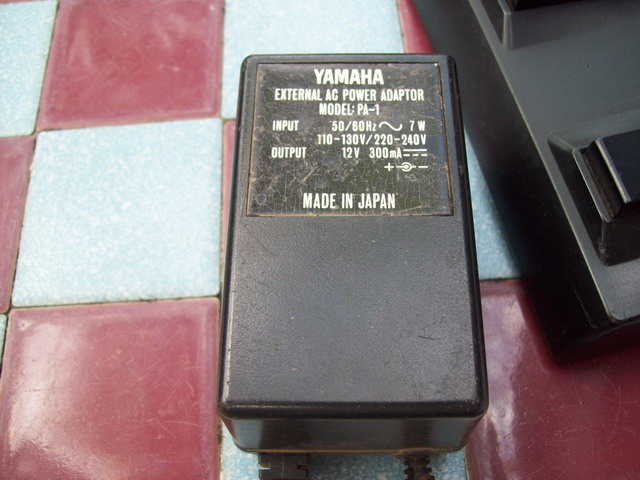 YAMAHA
EXTERNAL AC POWER ADAPTOR
MODEL: PA-1
INPUT 50/60Hz 7W
110-130V/220-240V
OUTPUT 12V 300mA
+ -
MADE IN JAPAN